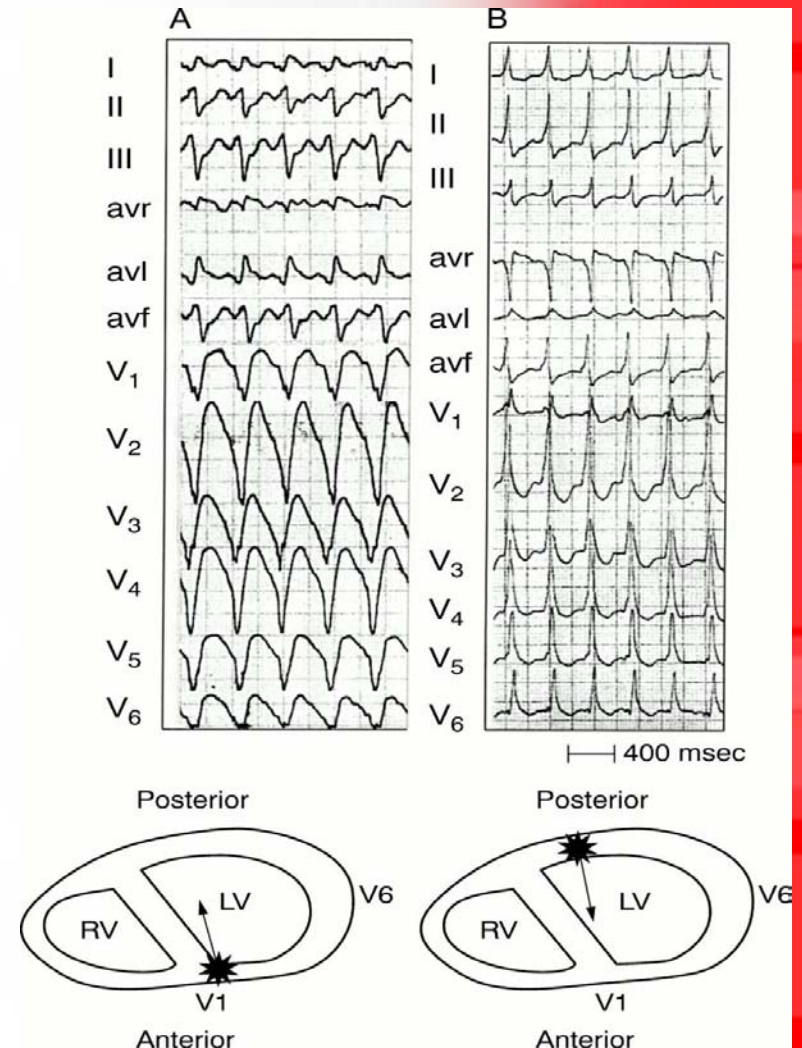 A
I
II
III
avr
avl
avf
V1
V2
V3
V4
V5
V6
B
I
II
III
avr
avl
avf
V1
V2
V3
V4
V5
V6
400 msec
Posterior
RV
LV
V6
V1
Anterior
Posterior
RV
LV
V6
V1
Anterior